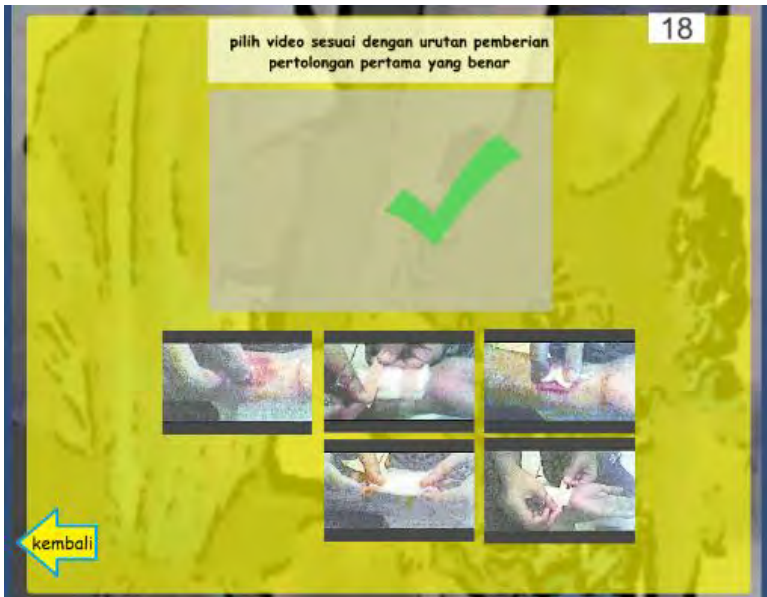 pilih video sesuai dengan urutan pemberian
pertolongan pertama yang benar
18
kembali